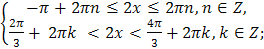 { −π + 2πn ≤ 2x ≤ 2πn, n ∈ Z,
2π/3 + 2πk < 2x < 4π/3 + 2πk, k ∈ Z;